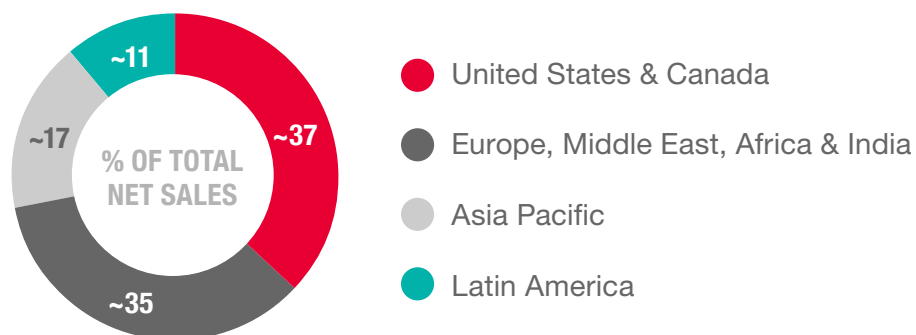 ~11
~37
~17
% OF TOTAL
NET SALES
~35
United States & Canada
Europe, Middle East, Africa & India
Asia Pacific
Latin America